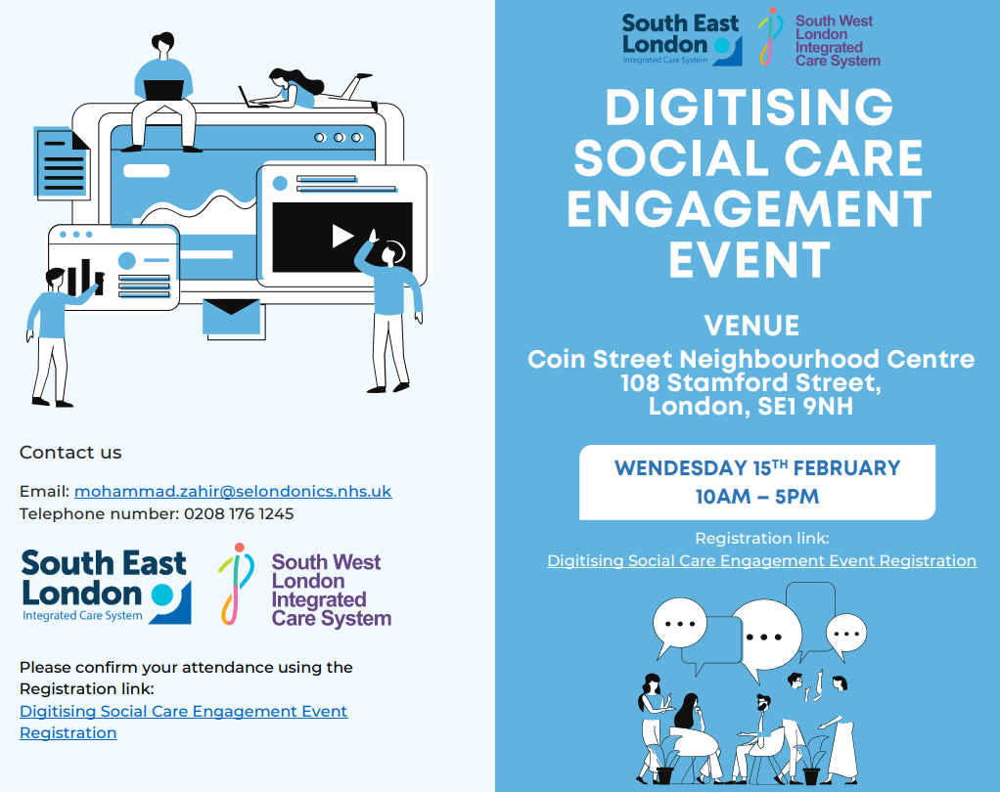 Contact us
Email: mohammad.zahir@selondonics.nhs.uk
Telephone number: 0208 176 1245
South East
London
Integrated Care System
South West
London
Integrated
Care System
Please confirm your attendance using the
Registration link:
Digitising Social Care Engagement Event
Registration
South East
London
Integrated Care System
South West
London
Integrated
Care System
DIGITISING
SOCIAL CARE
ENGAGEMENT
EVENT
VENUE
Coin Street Neighbourhood Centre
108 Stamford Street,
London, SE1 9NH
WENDESDAY 15TH FEBRUARY
10AM – 5PM
Registration link:
Digitising Social Care Engagement Event Registration